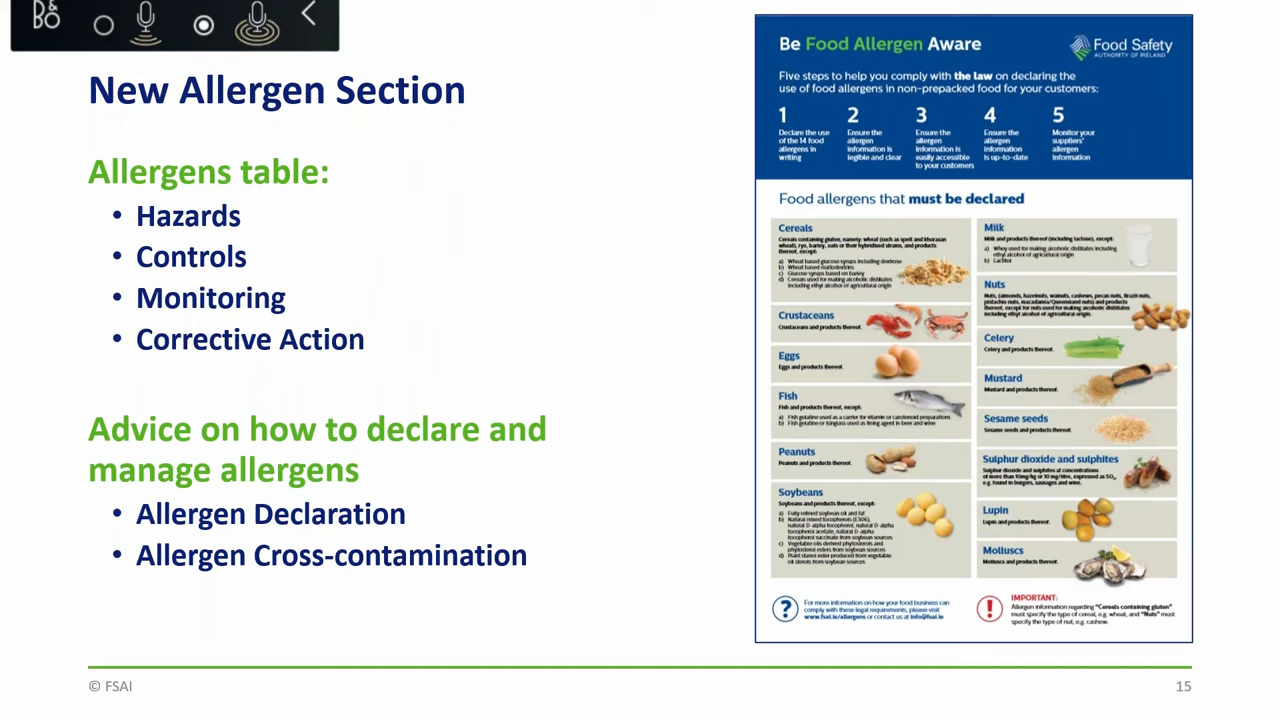 B&O
New Allergen Section
Allergens table:
• Hazards
• Controls
• Monitoring
• Corrective Action
Advice on how to declare and
manage allergens
• Allergen Declaration
• Allergen Cross-contamination
Be Food Allergen Aware
Food Safety
AUTHORITY OF IRELAND
Five steps to help you comply with the law on declaring the
use of food allergens in non-prepacked food for your customers:
1
Declare the use
of the 14 food
allergens in
writing
2
Ensure the
allergen
information is
legible and clear
3
Ensure the
allergen
information is
easily accessible
to your customers
4
Ensure the
allergen
information
is up-to-date
5
Monitor your
suppliers'
allergen
information
Food allergens that must be declared
Cereals
Cereals containing gluten, namely: wheat (such as spelt and khorasan
wheat), rye, barley, oats or their hybridised strains, and products
thereof, except:
a) Wheat based glucose syrups including dextrose
b) Wheat based maltodextrins
c) Glucose syrups based on barley
d) Cereals used for making alcoholic distillates
including ethyl alcohol of agricultural origin
Crustaceans
Crustaceans and products thereof.
Eggs
Eggs and products thereof.
Fish
Fish and products thereof, except:
a) Fish gelatine used as a carrier for vitamin or carotenoid preparations
b) Fish gelatine or isinglass used as fining agent in beer and wine
Peanuts
Peanuts and products thereof.
Soybeans
Soybeans and products thereof, except:
a) Fully refined soybean oil and fat
b) Natural mixed tocopherols (E306),
natural D-alpha tocopherol, natural D-alpha
tocopherol acetate, natural D-alpha
tocopherol succinate from soybean sources
c) Vegetable oils derived phytosterols and
phytosterol esters from soybean sources
d) Plant stanol ester produced from vegetable
oil sterols from soybean sources
Milk
Milk and products thereof (including lactose), except:
a) Whey used for making alcoholic distillates including
ethyl alcohol of agricultural origin
b) Lactitol
Nuts
Nuts, (almonds, hazelnuts, walnuts, cashews, pecan nuts, Brazil nuts,
pistachio nuts, macadamia/Queensland nuts) and products
thereof, except for nuts used for making alcoholic distillates
including ethyl alcohol of agricultural origin.
Celery
Celery and products thereof.
Mustard
Mustard and products thereof.
Sesame seeds
Sesame seeds and products thereof.
Sulphur dioxide and sulphites
Sulphur dioxide and sulphites at concentrations
of more than 10mg/kg or 10 mg/litre, expressed as SO₂,
e.g. found in burgers, sausages and wine.
Lupin
Lupin and products thereof.
Molluscs
Molluscs and products thereof.
?
For more information on how your food business can
comply with these legal requirements, please visit
www.fsai.ie/allergens or contact us at info@fsai.ie
!
IMPORTANT:
Allergen information regarding "Cereals containing gluten"
must specify the type of cereal, e.g. wheat, and "Nuts" must
specify the type of nut, e.g. cashew.
© FSAI
15